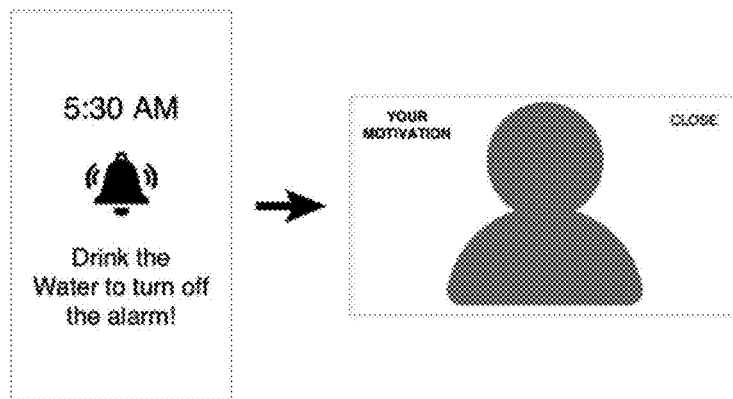 5:30 AM
Drink the
Water to turn off
the alarm!
YOUR
MOTIVATION
CLOSE